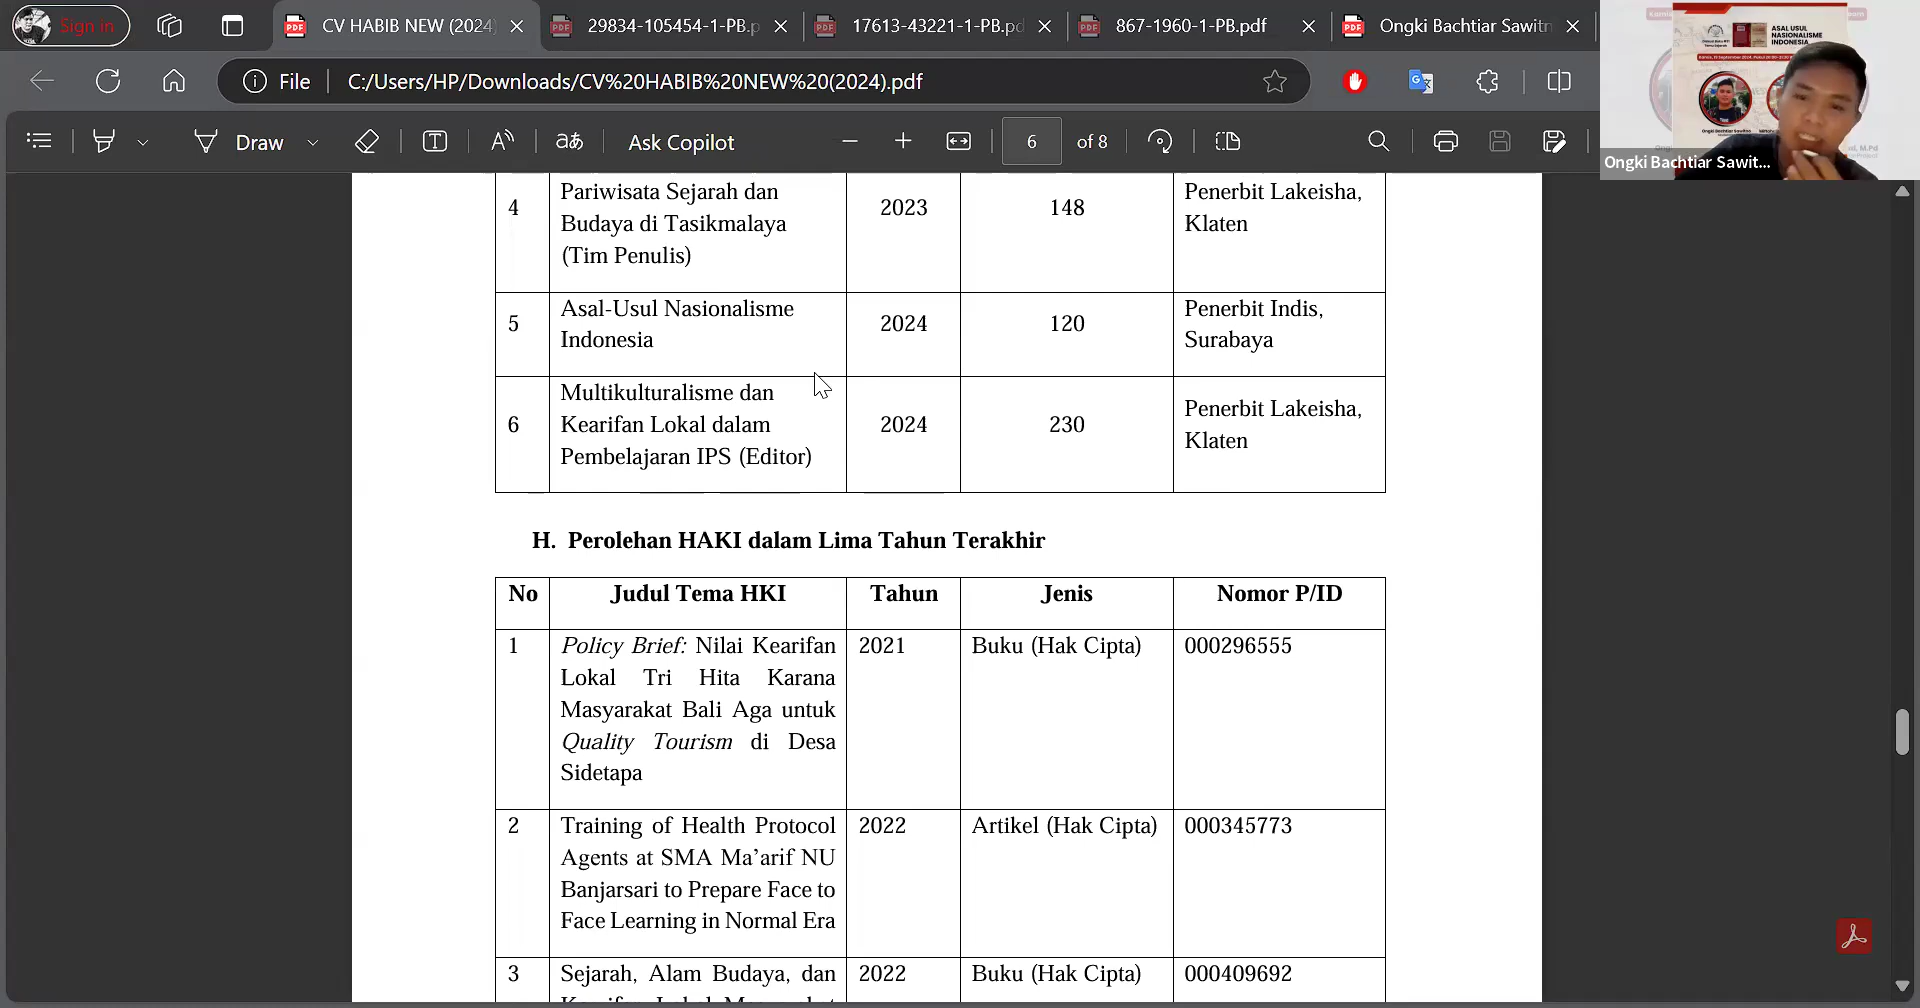 Sign in
CV HABIB NEW (2024)
29834-105454-1-PB.p
17613-43221-1-PB.pd
867-1960-1-PB.pdf
Ongki Bachtiar Sawitr
File
C:/Users/HP/Downloads/CV%20HABIB%20NEW%20(2024).pdf
Draw
Ask Copilot
6
of 8
ASAL USUL
NASIONALISME
INDONESIA
Ongki Bachtiar Sawit...
4
Pariwisata Sejarah dan
Budaya di Tasikmalaya
(Tim Penulis)
2023
148
Penerbit Lakeisha,
Klaten
5
Asal-Usul Nasionalisme
Indonesia
2024
120
Penerbit Indis,
Surabaya
6
Multikulturalisme dan
Kearifan Lokal dalam
Pembelajaran IPS (Editor)
2024
230
Penerbit Lakeisha,
Klaten
H. Perolehan HAKI dalam Lima Tahun Terakhir
No
Judul Tema HKI
Tahun
Jenis
Nomor P/ID
1
Policy Brief: Nilai Kearifan
Lokal Tri Hita Karana
Masyarakat Bali Aga untuk
Quality Tourism di Desa
Sidetapa
2021
Buku (Hak Cipta)
000296555
2
Training of Health Protocol
Agents at SMA Ma’arif NU
Banjarsari to Prepare Face to
Face Learning in Normal Era
2022
Artikel (Hak Cipta)
000345773
3
Sejarah, Alam Budaya, dan
2022
Buku (Hak Cipta)
000409692